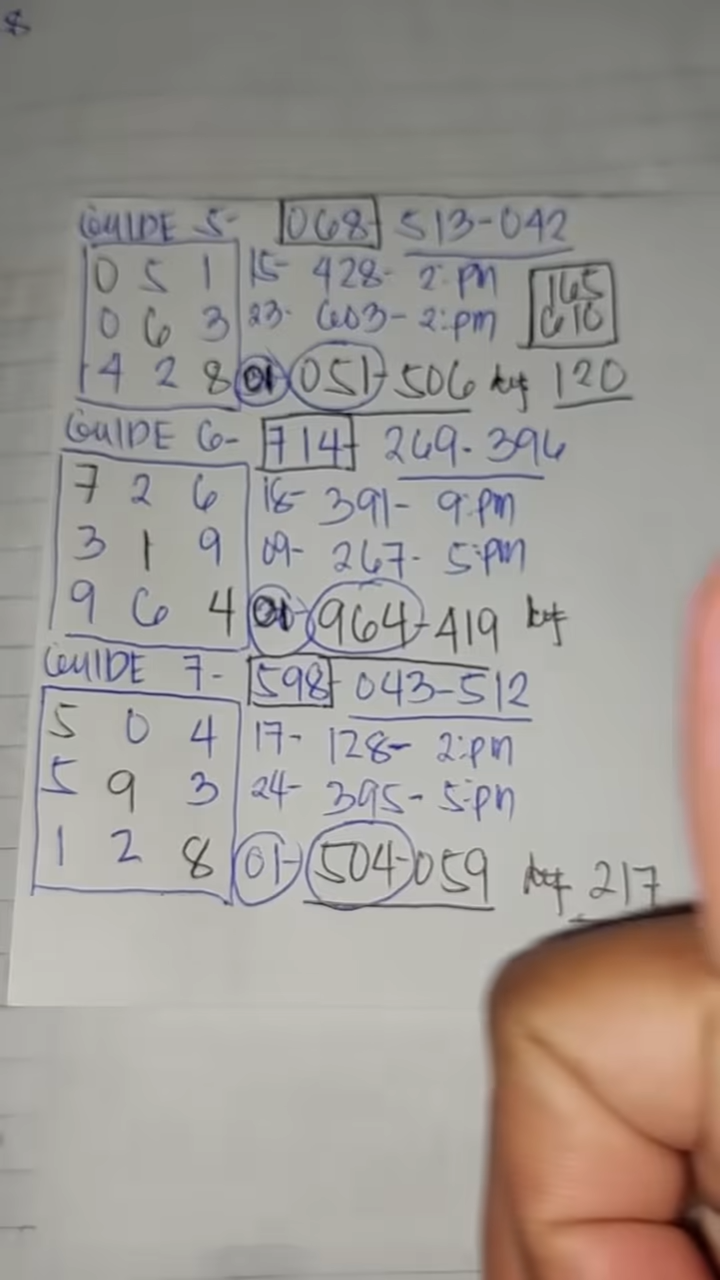 8
GUIDE 5- 068- 513-042
0 5 1 15- 428- 2:pm 165
0 6 3 23- 603- 2:pm 610
4 2 8 01- 051-506 120
GUIDE 6- 714- 269-396
7 2 6 18- 391- 9:pm
3 1 9 09- 267- 5:pm
9 6 4 01- 964-419
GUIDE 7- 598- 043-512
5 0 4 17- 128- 2:pm
5 9 3 24- 395- 5:pm
1 2 8 01- 504-059 217